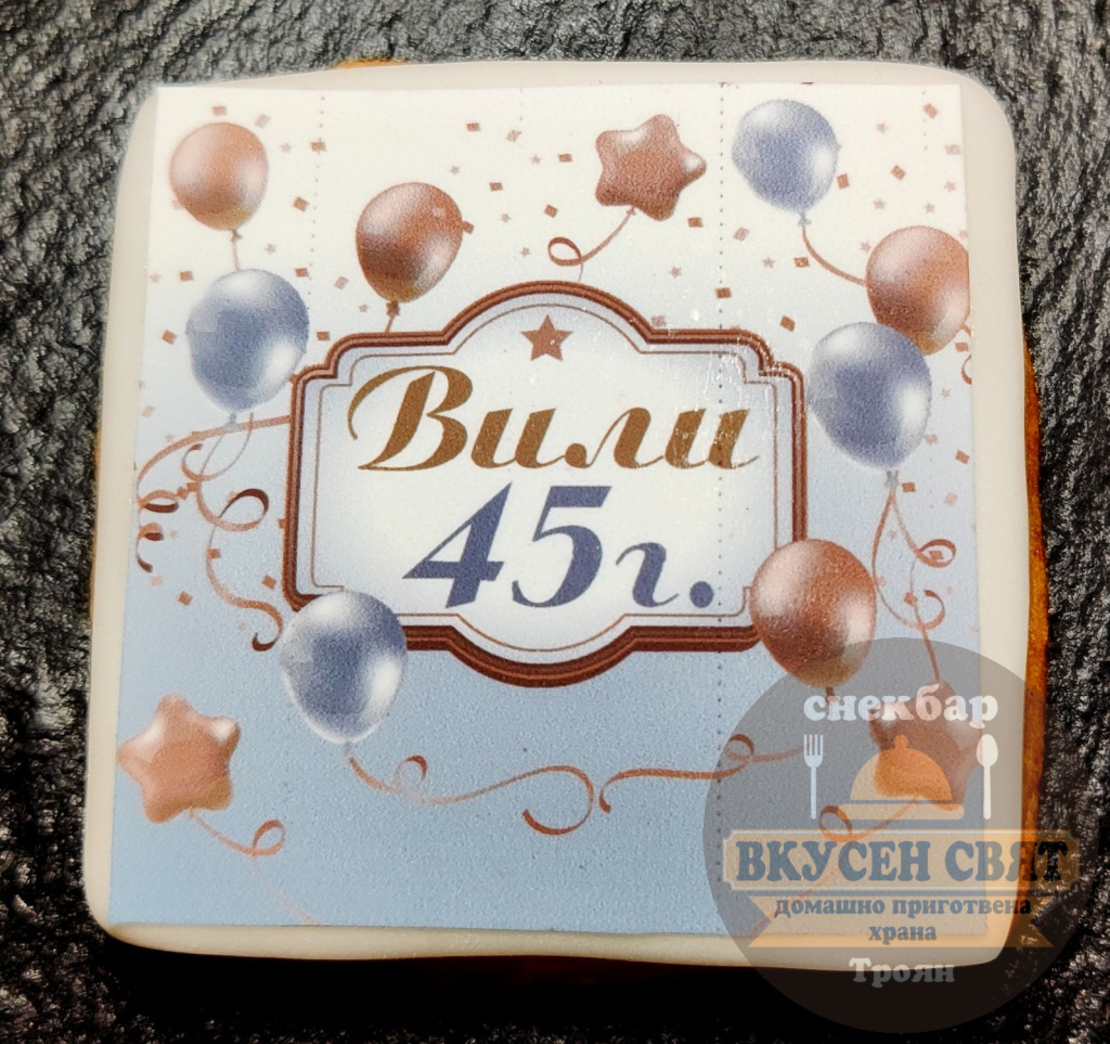 Вили
45г.
снекбар
ВКУСЕН СВЯТ
домашно приготвена
храна
Троян